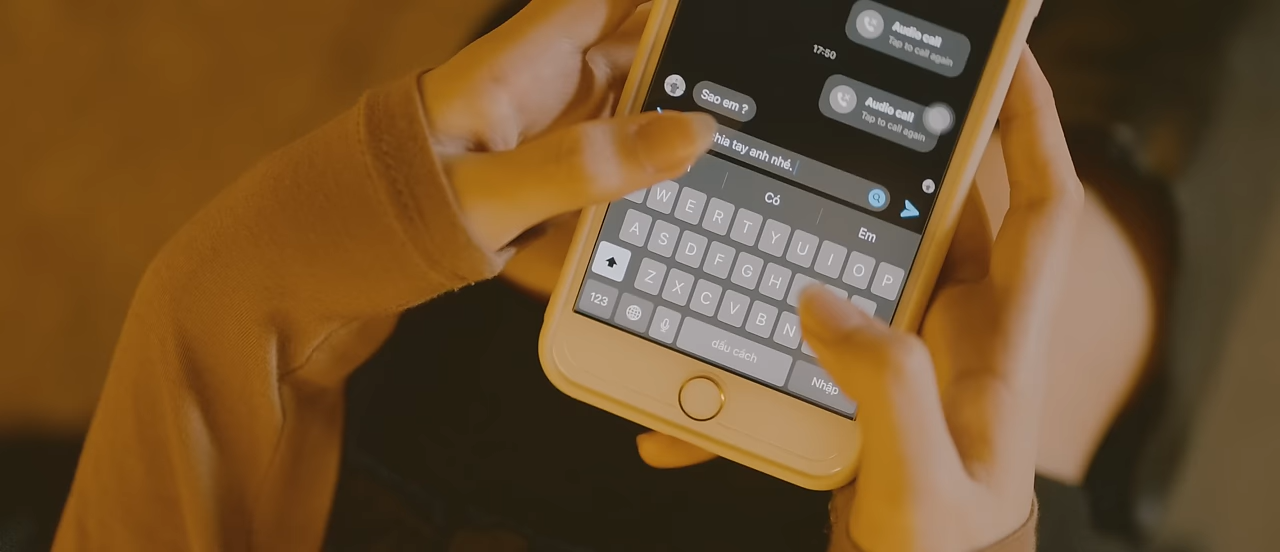 Audio call
Tap to call again
17:50
Audio call
Tap to call again
Sao em ?
hia tay anh nhé.
Có
Em
W E R T Y U I O P
A S D F G H
Z X C V B N
123
dấu cách
Nhập